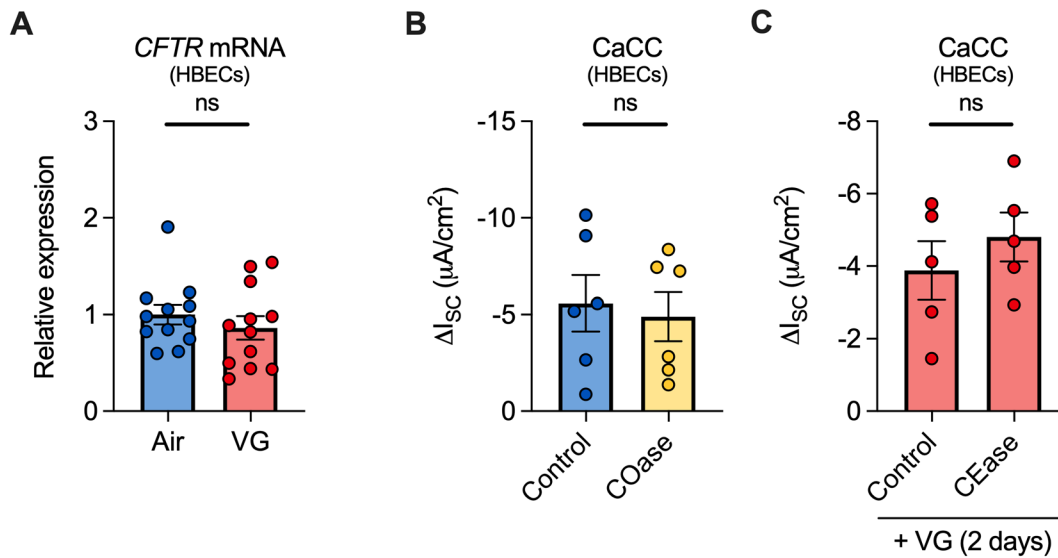 A
CFTR mRNA
(HBECs)
ns
3
2
1
0
Relative expression
Air
VG
B
CaCC
(HBECs)
ns
-15
-10
-5
0
ΔISC (μA/cm²)
Control
COase
C
CaCC
(HBECs)
ns
-8
-6
-4
-2
0
ΔISC (μA/cm²)
Control
CEase
+ VG (2 days)